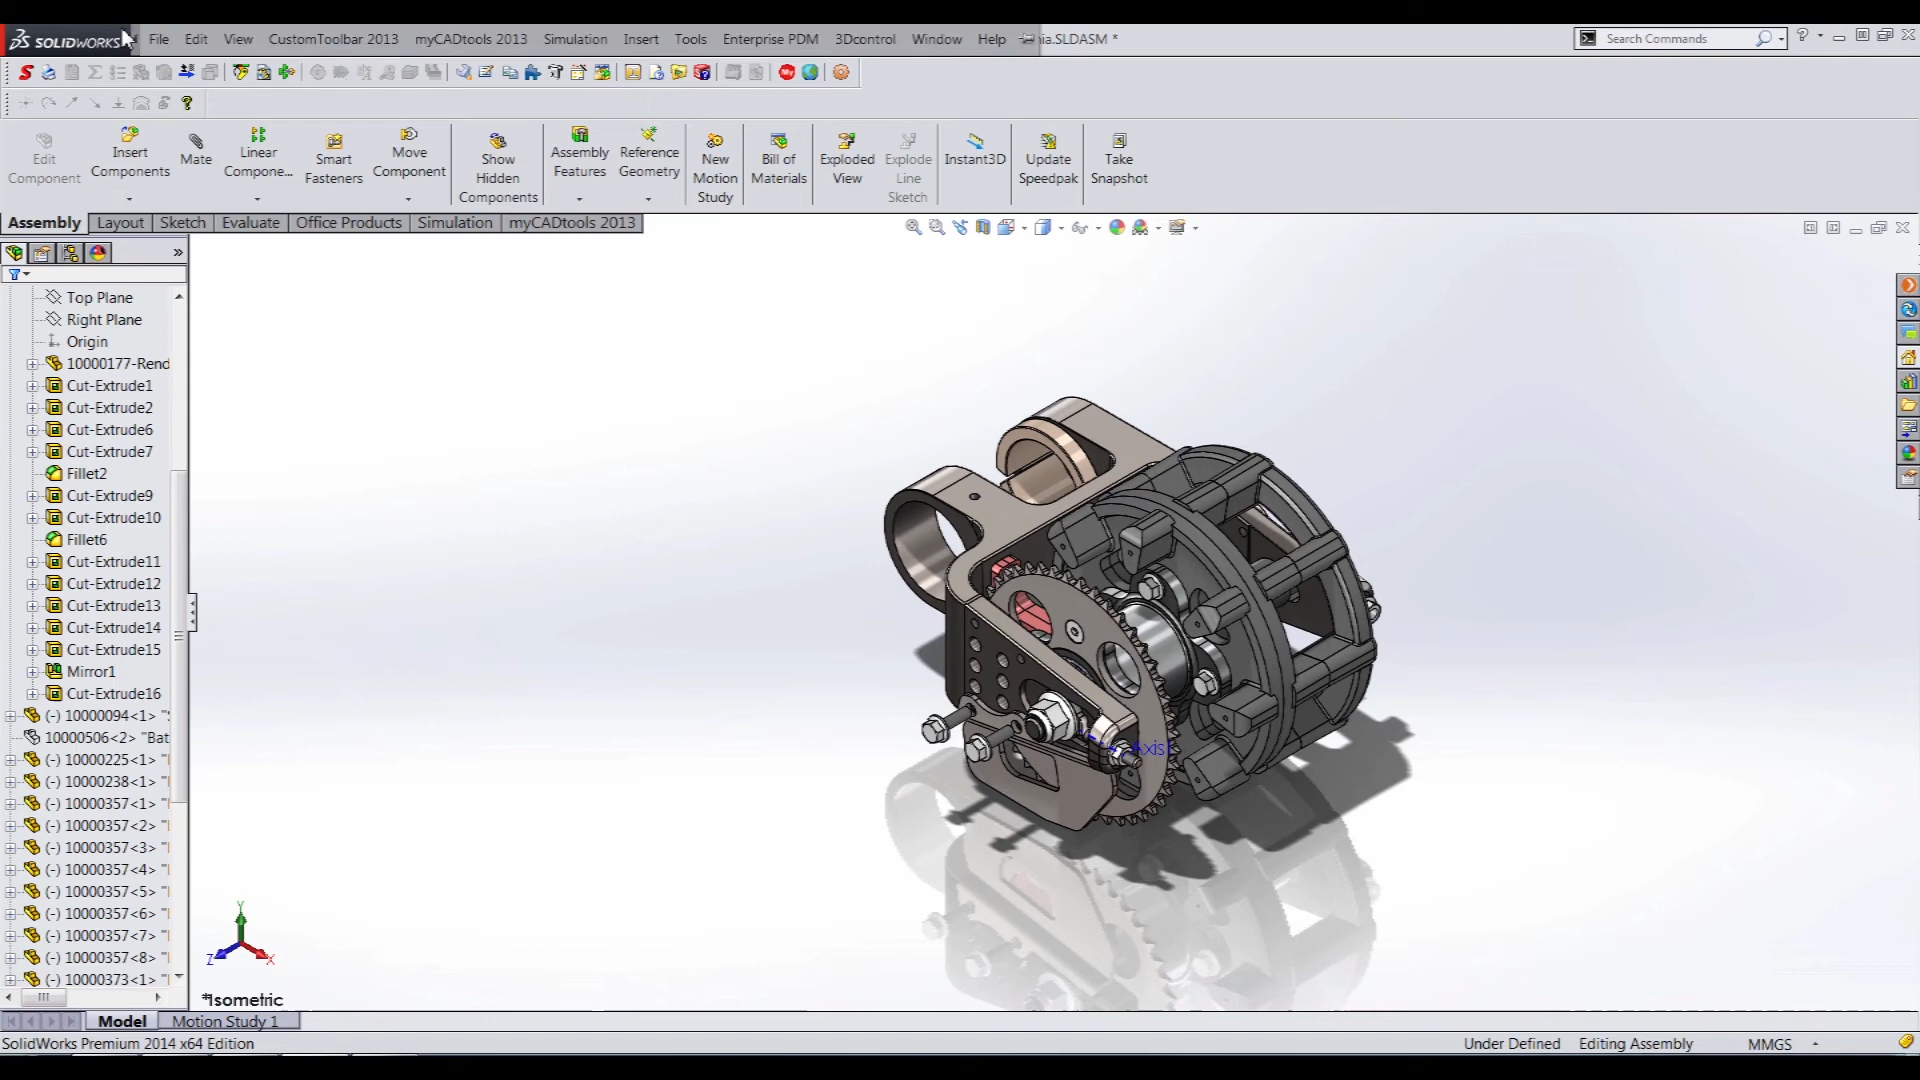 SOLIDWORKS File Edit View CustomToolbar 2013 myCADtools 2013 Simulation Insert Tools Enterprise PDM 3Dcontrol Window Help ia.SLDASM * Search Commands
Edit Component
Insert Components
Mate
Linear Compone...
Smart Fasteners
Move Component
Show Hidden Components
Assembly Features
Reference Geometry
New Motion Study
Bill of Materials
Exploded View
Explode Line Sketch
Instant3D
Update Speedpak
Take Snapshot
Assembly Layout Sketch Evaluate Office Products Simulation myCADtools 2013
Top Plane
Right Plane
Origin
10000177-Rend
Cut-Extrude1
Cut-Extrude2
Cut-Extrude6
Cut-Extrude7
Fillet2
Cut-Extrude9
Cut-Extrude10
Fillet6
Cut-Extrude11
Cut-Extrude12
Cut-Extrude13
Cut-Extrude14
Cut-Extrude15
Mirror1
Cut-Extrude16
(-) 10000094<1> "S
10000506<2> "Bat
(-) 10000225<1> "
(-) 10000238<1> "
(-) 10000357<1> "
(-) 10000357<2> "
(-) 10000357<3> "
(-) 10000357<4> "
(-) 10000357<5> "
(-) 10000357<6> "
(-) 10000357<7> "
(-) 10000357<8> "
(-) 10000373<1> "
Axis
Y
Z
X
*Isometric
Model Motion Study 1
SolidWorks Premium 2014 x64 Edition Under Defined Editing Assembly MMGS